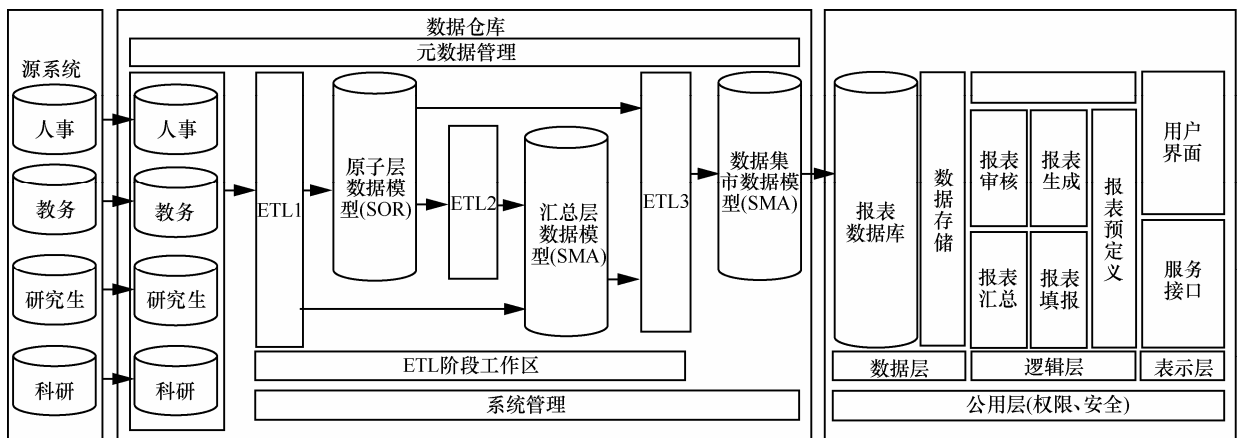 源系统
人事
教务
研究生
科研
数据仓库
元数据管理
人事
教务
研究生
科研
ETL1
原子层
数据模
型(SOR)
ETL2
汇总层
数据模
型(SMA)
ETL3
数据集
市数据模
型(SMA)
ETL阶段工作区
系统管理
报表
数据库
数据存储
报表
审核
报表
生成
报表
汇总
报表
填报
报表预定义
用户
界面
服务
接口
数据层
逻辑层
表示层
公用层(权限、安全)